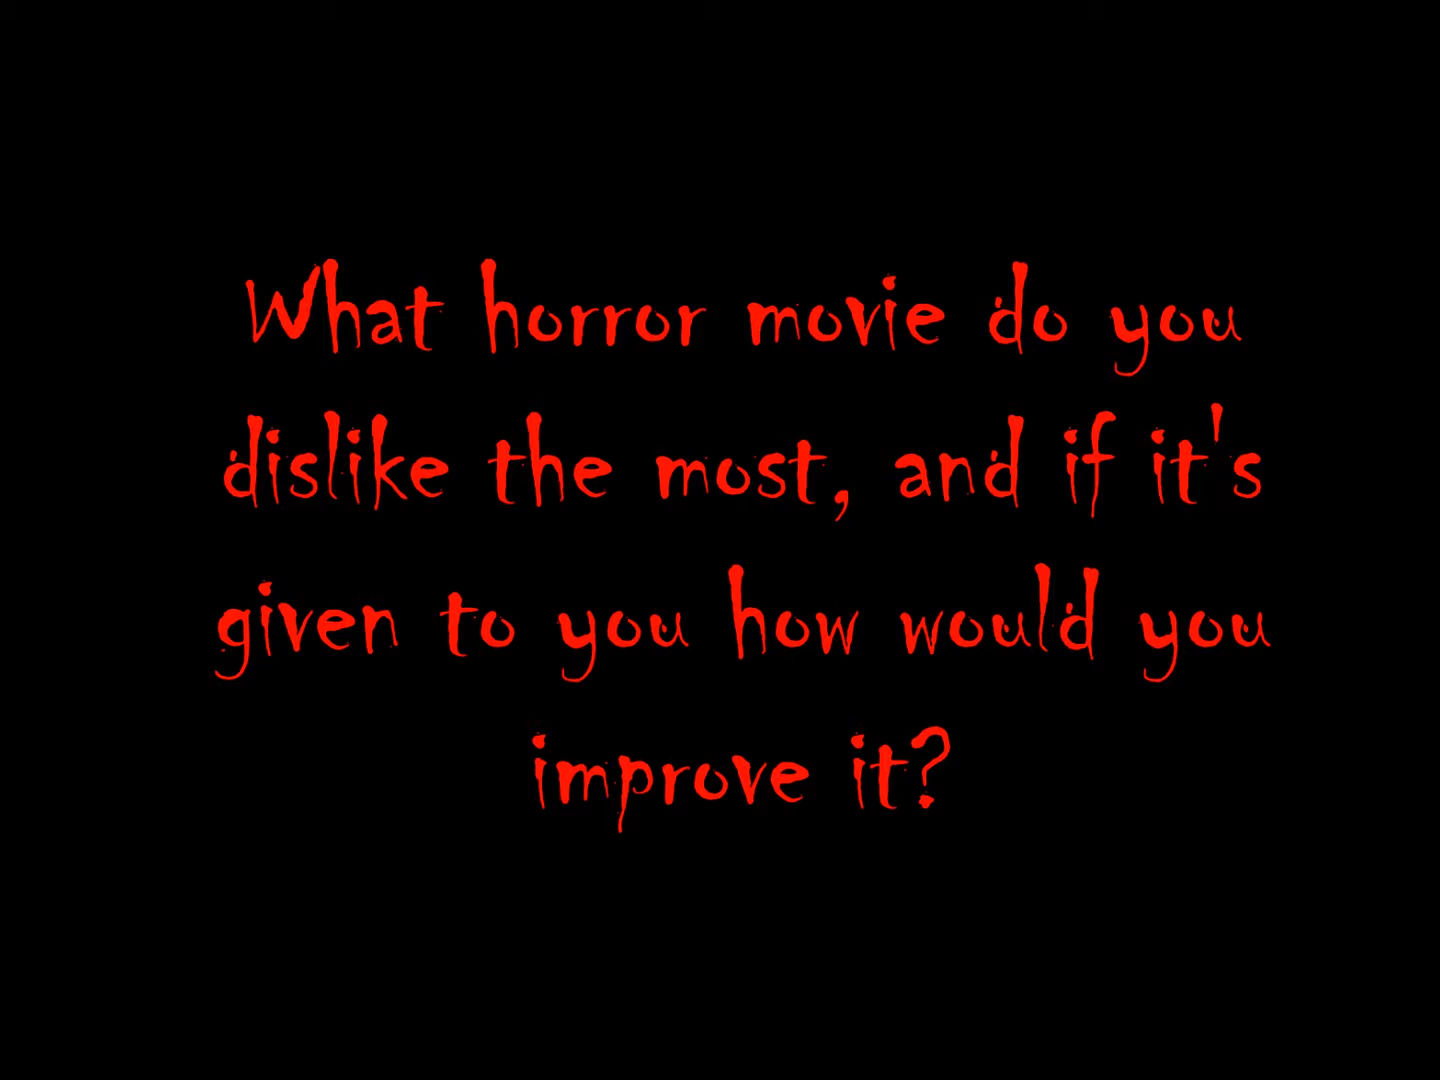 What horror movie do you
dislike the most, and if it's
given to you how would you
improve it?